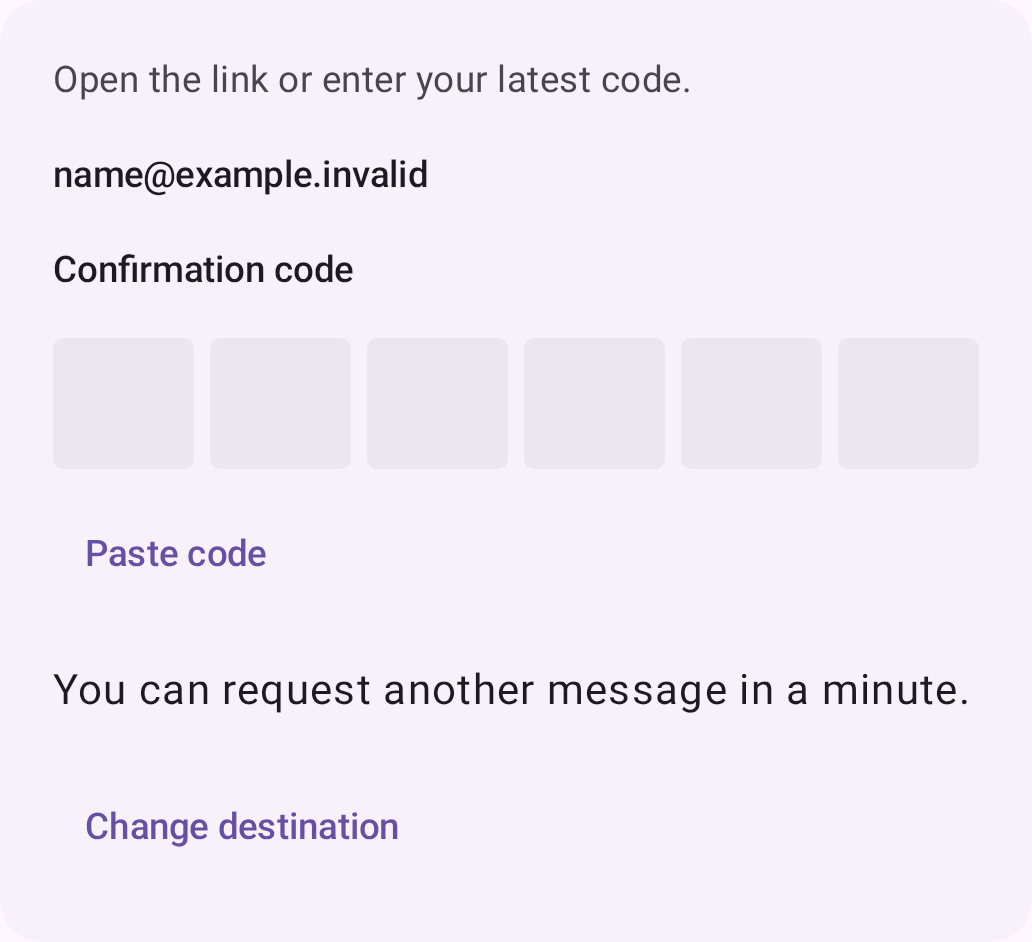 Open the link or enter your latest code.
name@example.invalid
Confirmation code
Paste code
You can request another message in a minute.
Change destination